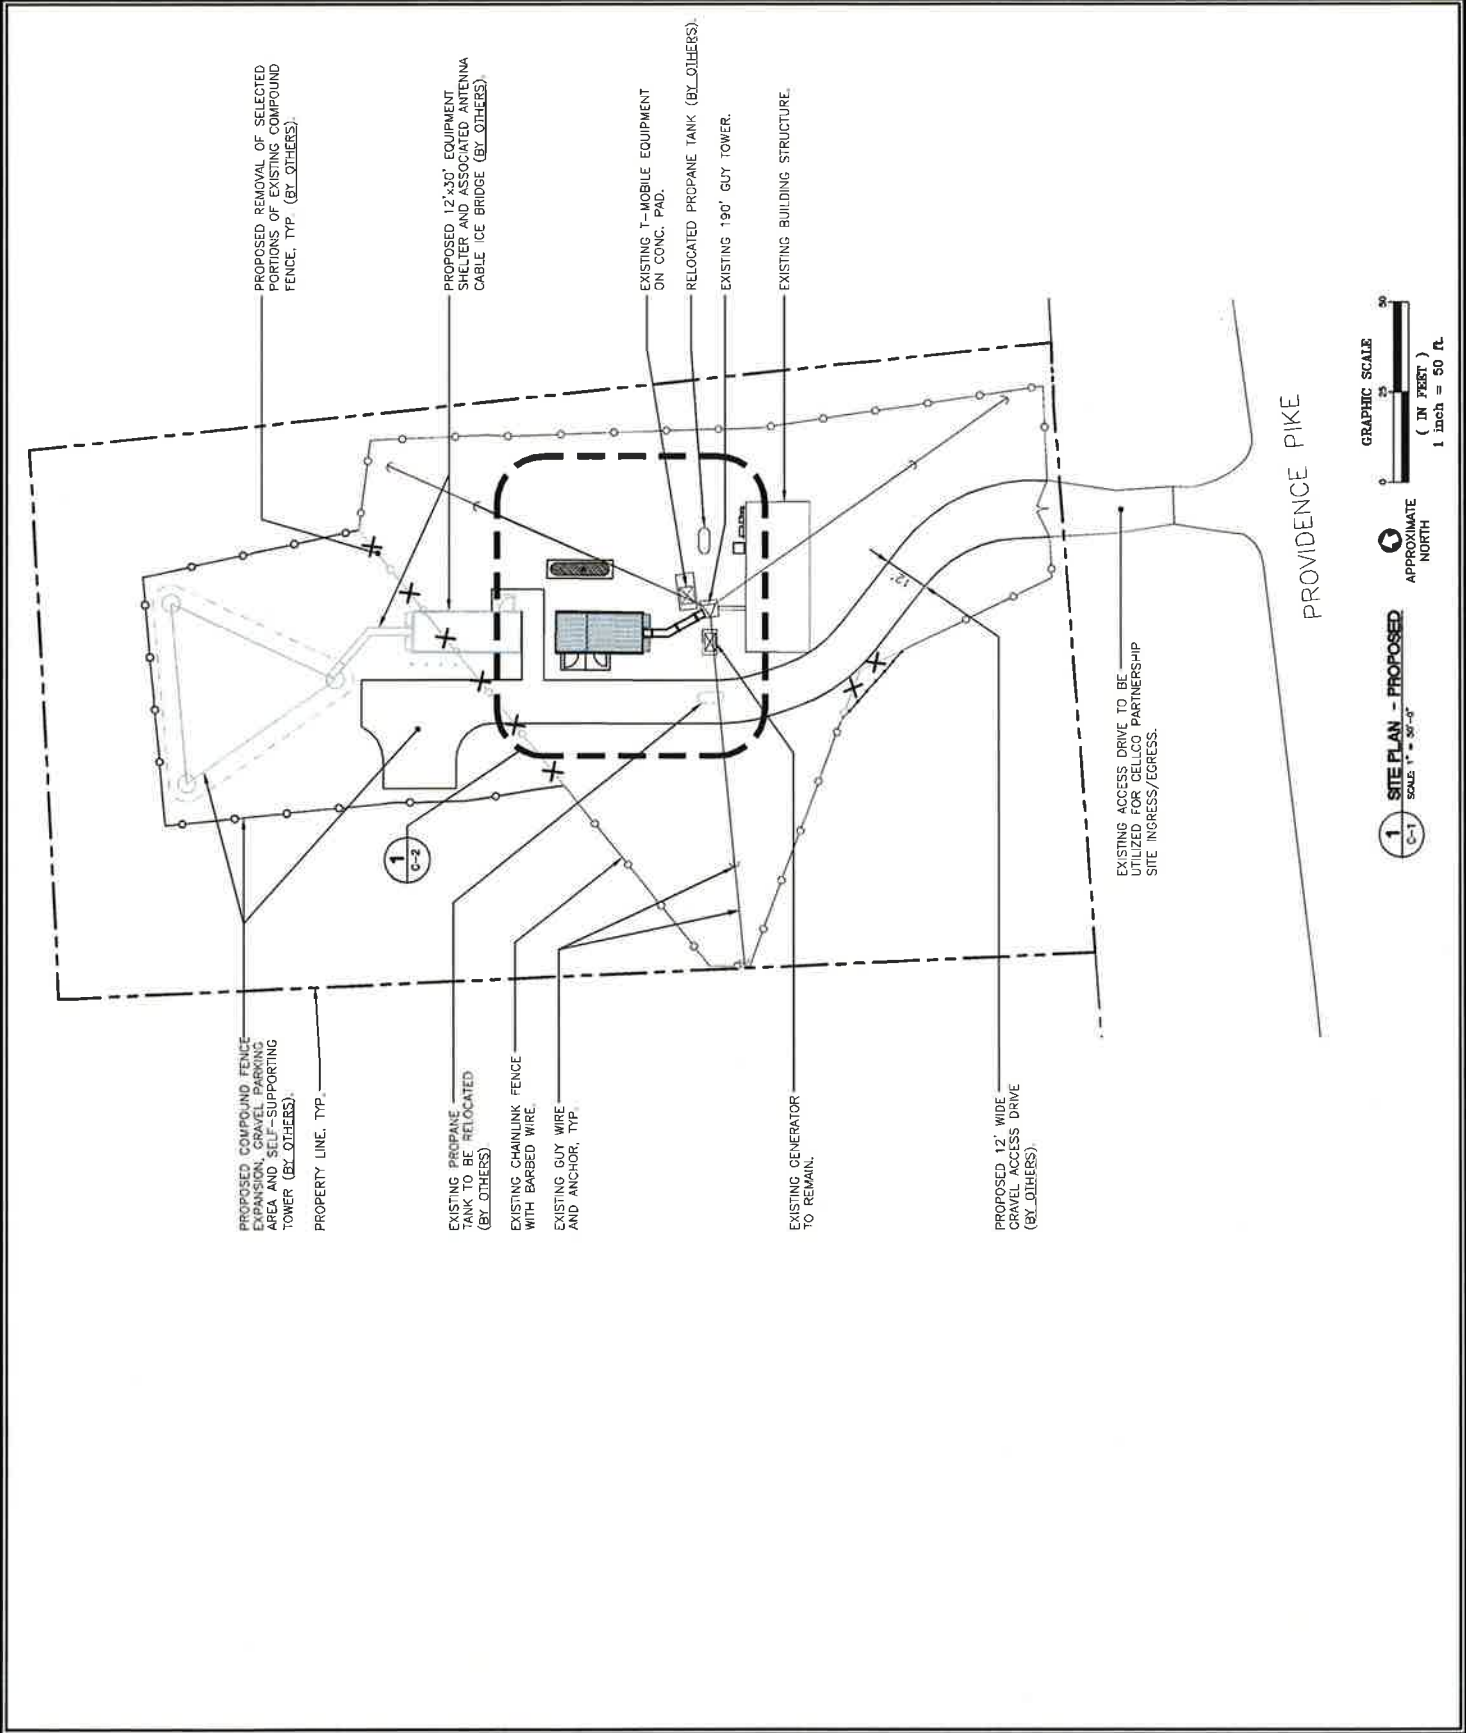 PROPOSED REMOVAL OF SELECTED
PORTIONS OF EXISTING COMPOUND
FENCE, TYP. (BY OTHERS).
PROPOSED 12'x30' EQUIPMENT
SHELTER AND ASSOCIATED ANTENNA
CABLE ICE BRIDGE (BY OTHERS).
EXISTING T-MOBILE EQUIPMENT
ON CONC. PAD.
RELOCATED PROPANE TANK (BY OTHERS).
EXISTING 190' GUY TOWER.
EXISTING BUILDING STRUCTURE.
PROPOSED COMPOUND FENCE
EXPANSION, GRAVEL PARKING
AREA AND SELF-SUPPORTING
TOWER (BY OTHERS).
PROPERTY LINE, TYP.
EXISTING PROPANE
TANK TO BE RELOCATED
(BY OTHERS).
EXISTING CHAINLINK FENCE
WITH BARBED WIRE.
EXISTING GUY WIRE
AND ANCHOR, TYP.
EXISTING GENERATOR
TO REMAIN.
PROPOSED 12' WIDE
GRAVEL ACCESS DRIVE
(BY OTHERS).
1
C-2
12'
EXISTING ACCESS DRIVE TO BE
UTILIZED FOR CELLCO PARTNERSHIP
SITE INGRESS/EGRESS.
PROVIDENCE PIKE
1
C-1
SITE PLAN - PROPOSED
SCALE: 1" = 50'-0"
APPROXIMATE
NORTH
GRAPHIC SCALE
0 25 50
( IN FEET )
1 inch = 50 ft.